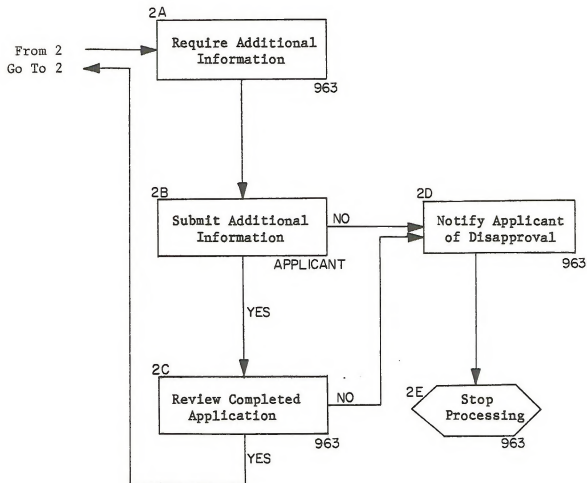 2A
Require Additional
Information
963
From 2
Go To 2
2B
Submit Additional
Information
APPLICANT
NO
YES
2D
Notify Applicant
of Disapproval
963
2C
Review Completed
Application
963
NO
YES
2E
Stop
Processing
963